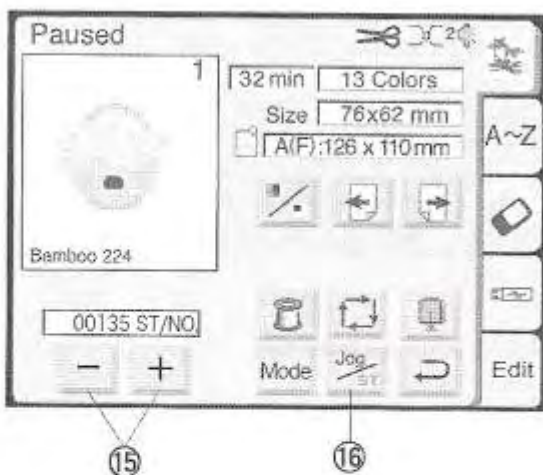 Paused
2
1
32 min 13 Colors
Size 76x62 mm
A(F):126 x 110mm
A~Z
Bamboo 224
00135 ST/NO.
- +
Mode Jog/ST Edit
⑮ ⑯